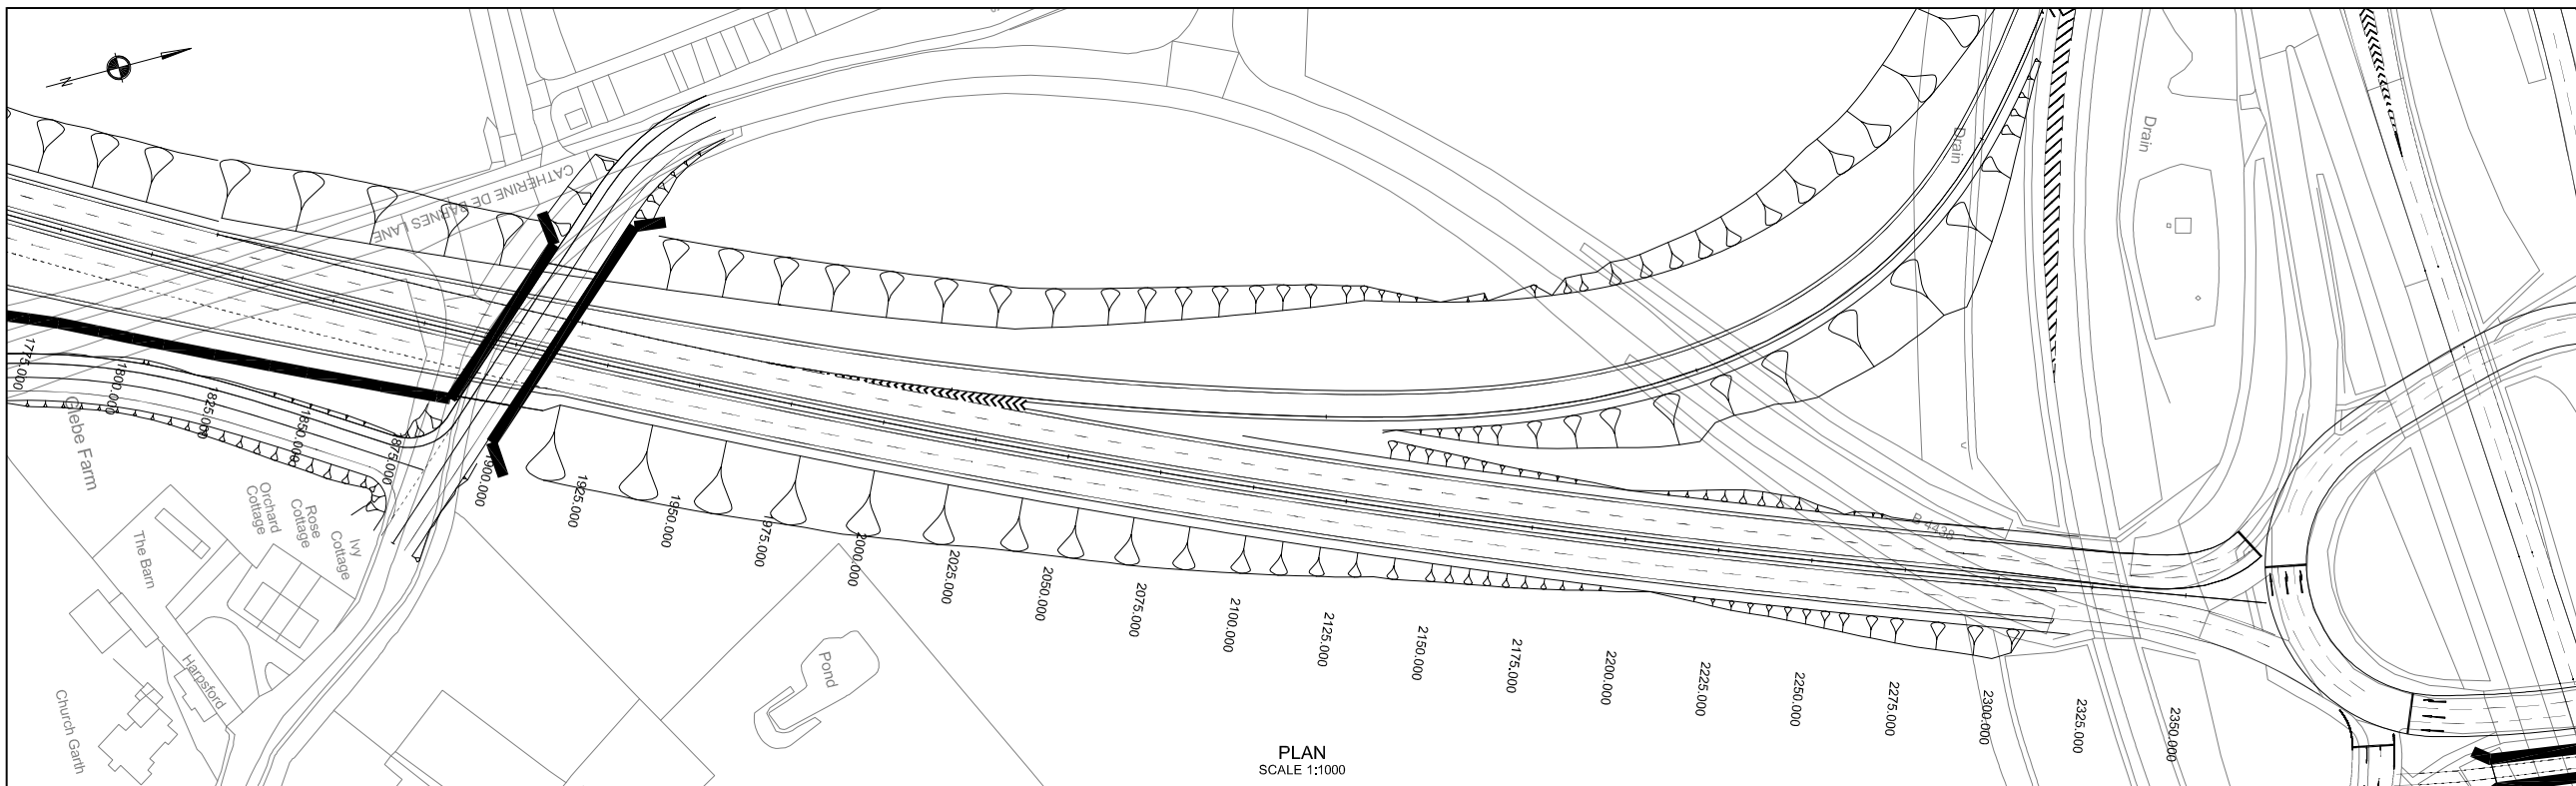 N
CATHERINE DE BARNES LANE
Drain
Drain
B 4438
Glebe Farm
Orchard
Cottage
Rose
Cottage
Ivy
Cottage
The Barn
Harpsford
Church Garth
Pond
1775.000
1800.000
1825.000
1850.000
1875.000
1900.000
1925.000
1950.000
1975.000
2000.000
2025.000
2050.000
2075.000
2100.000
2125.000
2150.000
2175.000
2200.000
2225.000
2250.000
2275.000
2300.000
2325.000
2350.000
PLAN
SCALE 1:1000